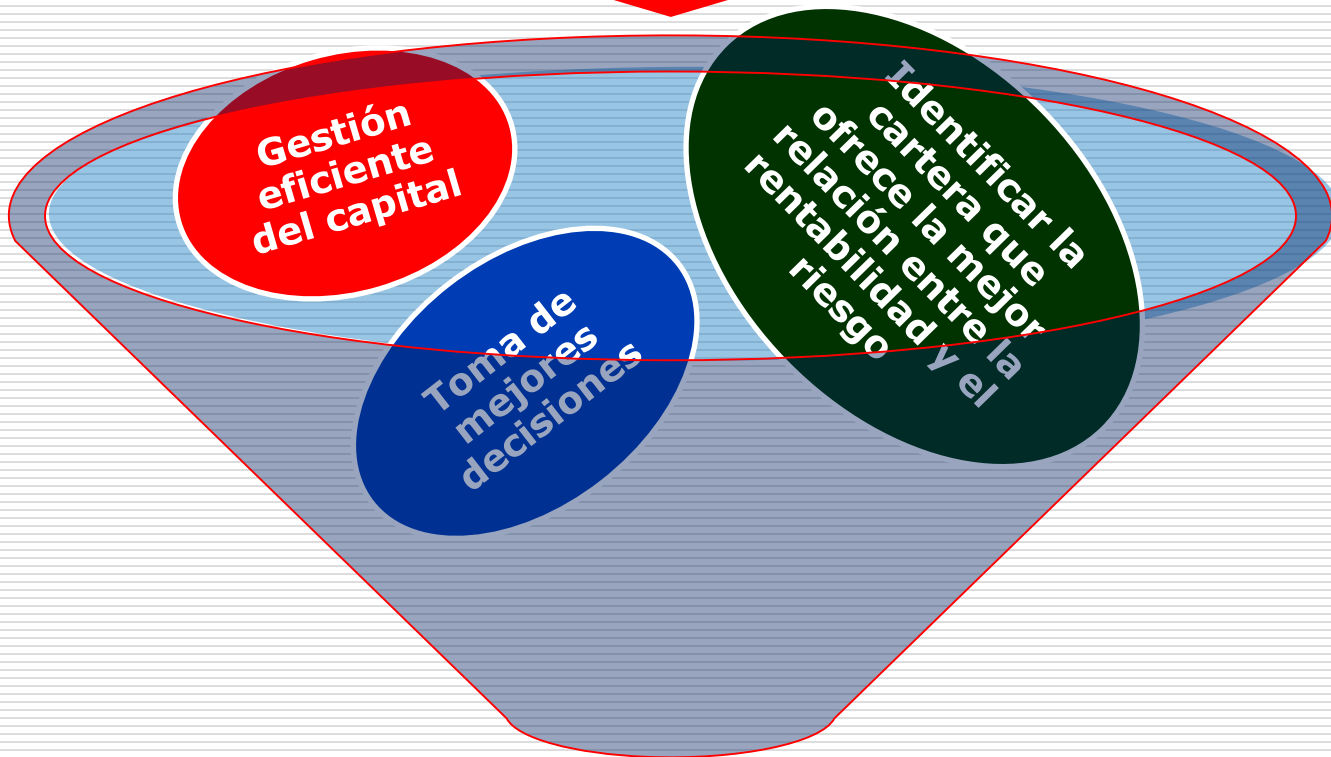 Gestión
eficiente
del capital
Toma de
mejores
decisiones
Identificar la
cartera que
ofrece la mejor
relación entre la
rentabilidad y el
riesgo